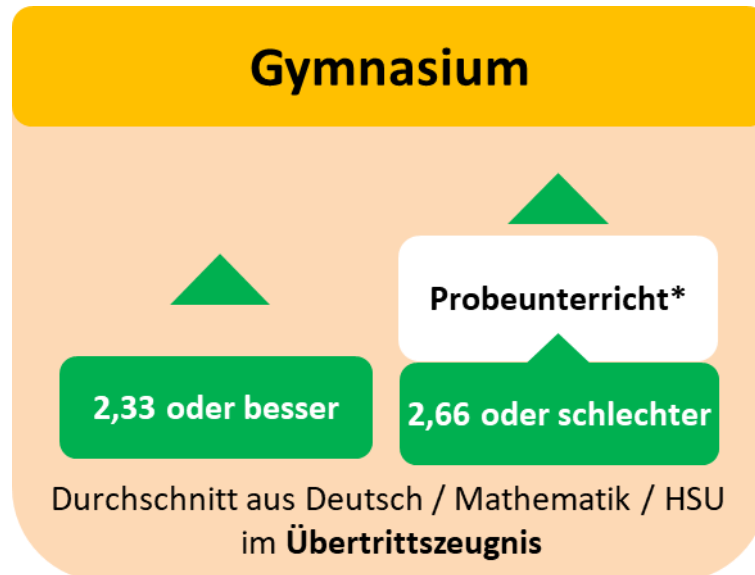 Gymnasium
Probeunterricht*
2,33 oder besser
2,66 oder schlechter
Durchschnitt aus Deutsch / Mathematik / HSU
im Übertrittszeugnis